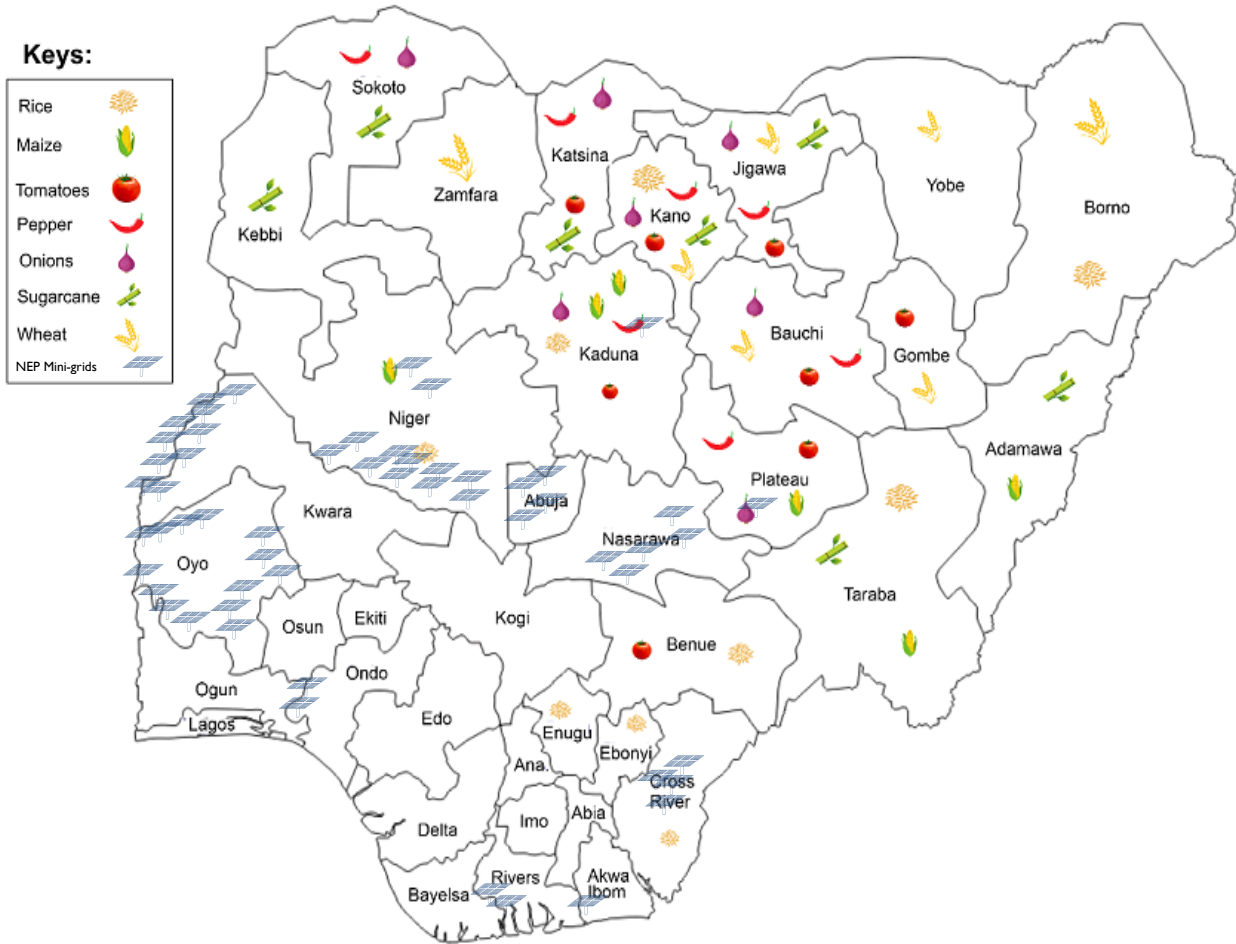 Keys:
Rice
Maize
Tomatoes
Pepper
Onions
Sugarcane
Wheat
NEP Mini-grids
Sokoto
Katsina
Jigawa
Zamfara
Yobe
Kano
Borno
Kebbi
Bauchi
Kaduna
Gombe
Niger
Adamawa
Plateau
Abuja
Kwara
Nasarawa
Oyo
Taraba
Kogi
Ekiti
Osun
Benue
Ondo
Ogun
Edo
Lagos
Enugu
Ebonyi
Ana.
Cross
River
Abia
Imo
Delta
Rivers
Akwa
Ibom
Bayelsa